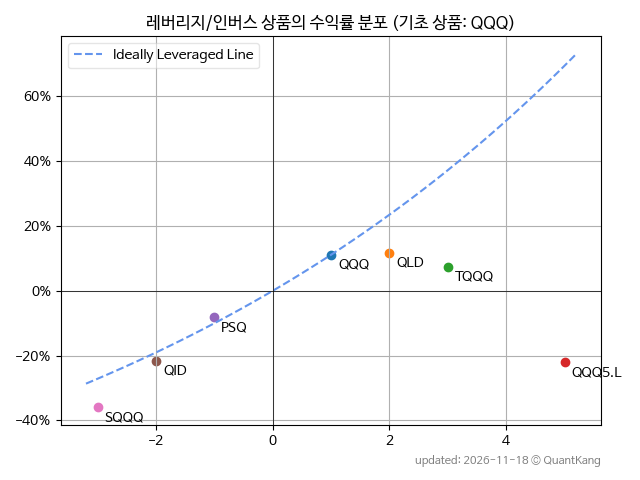 레버리지/인버스 상품의 수익률 분포 (기초 상품: QQQ)
Ideally Leveraged Line
60%
40%
20%
0%
−20%
−40%
QQQ
QLD
TQQQ
PSQ
QID
QQQ5.L
SQQQ
−2
0
2
4
updated: 2026-11-18 © QuantKang